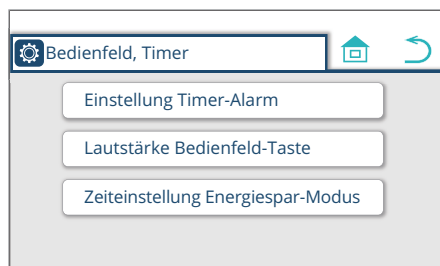 Bedienfeld, Timer
Einstellung Timer-Alarm
Lautstärke Bedienfeld-Taste
Zeiteinstellung Energiespar-Modus